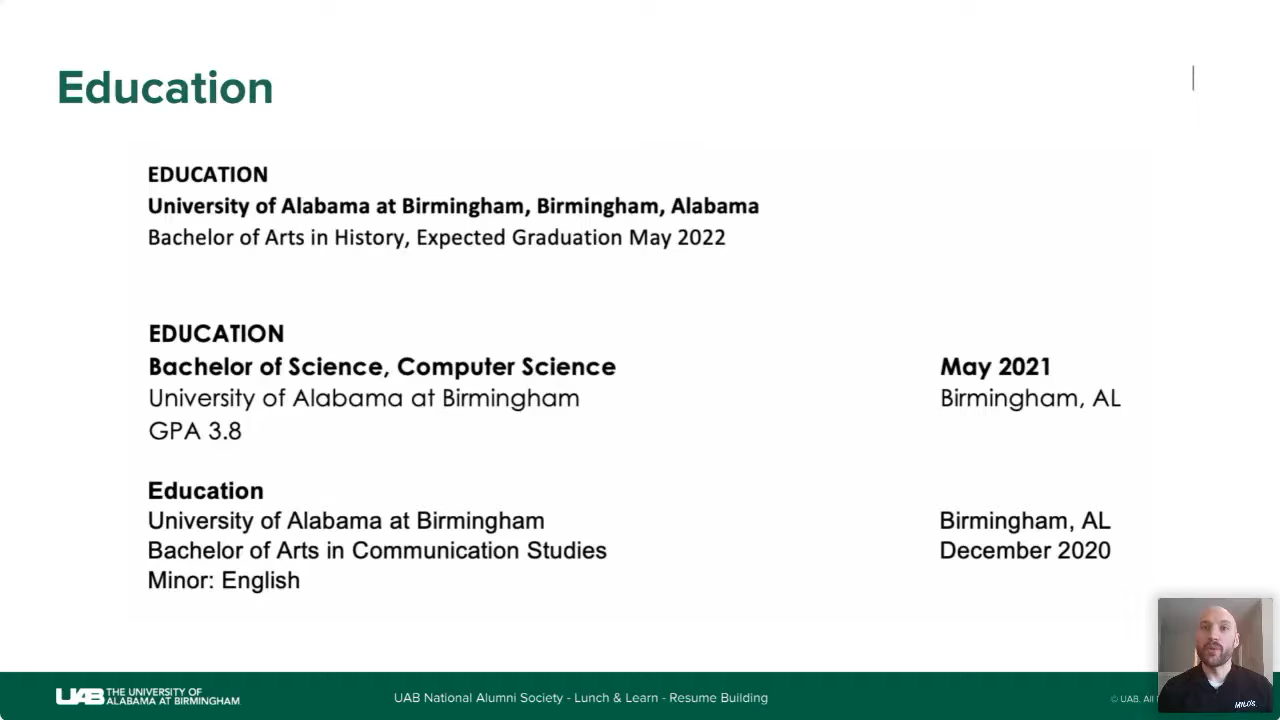 Education
EDUCATION
University of Alabama at Birmingham, Birmingham, Alabama
Bachelor of Arts in History, Expected Graduation May 2022
EDUCATION
Bachelor of Science, Computer Science May 2021
University of Alabama at Birmingham Birmingham, AL
GPA 3.8
Education
University of Alabama at Birmingham Birmingham, AL
Bachelor of Arts in Communication Studies December 2020
Minor: English
UAB THE UNIVERSITY OF
ALABAMA AT BIRMINGHAM
UAB National Alumni Society - Lunch & Learn - Resume Building
© UAB. All
MILO'S